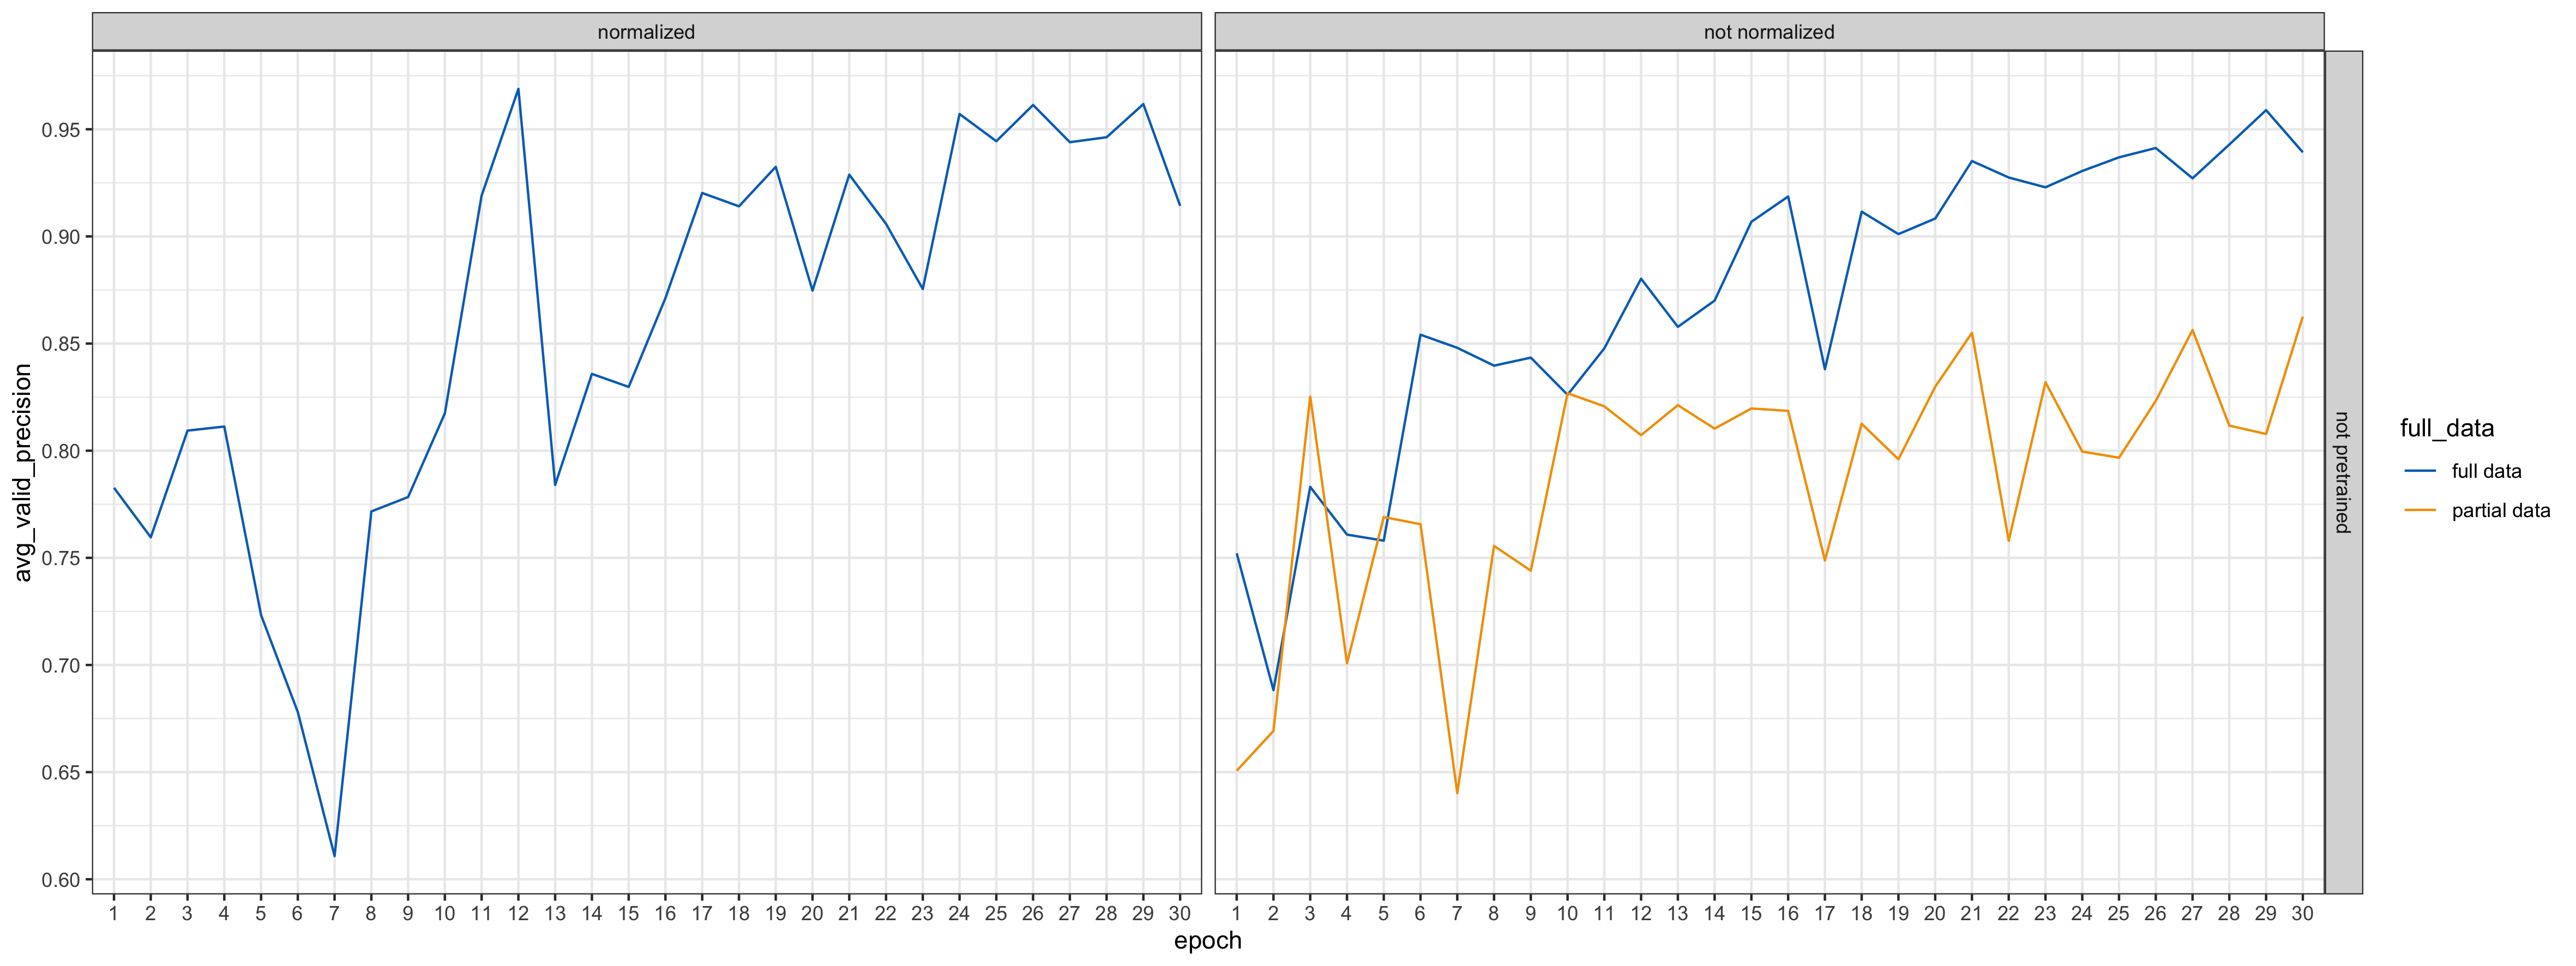 normalized
not normalized
avg_valid_precision
0.95
0.90
0.85
0.80
0.75
0.70
0.65
0.60
1 2 3 4 5 6 7 8 9 10 11 12 13 14 15 16 17 18 19 20 21 22 23 24 25 26 27 28 29 30
1 2 3 4 5 6 7 8 9 10 11 12 13 14 15 16 17 18 19 20 21 22 23 24 25 26 27 28 29 30
epoch
not pretrained
full_data
full data
partial data